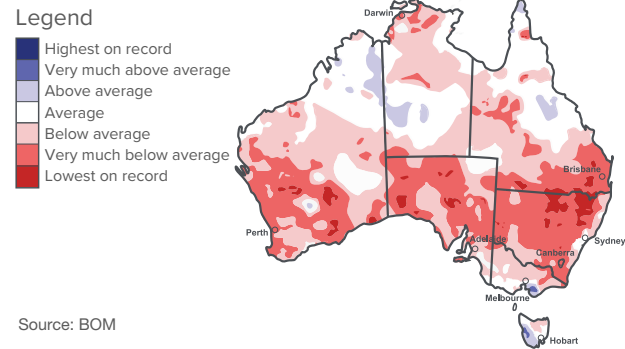 Legend
Highest on record
Very much above average
Above average
Average
Below average
Very much below average
Lowest on record
Darwin
Brisbane
Perth
Adelaide
Sydney
Canberra
Melbourne
Hobart
Source: BOM